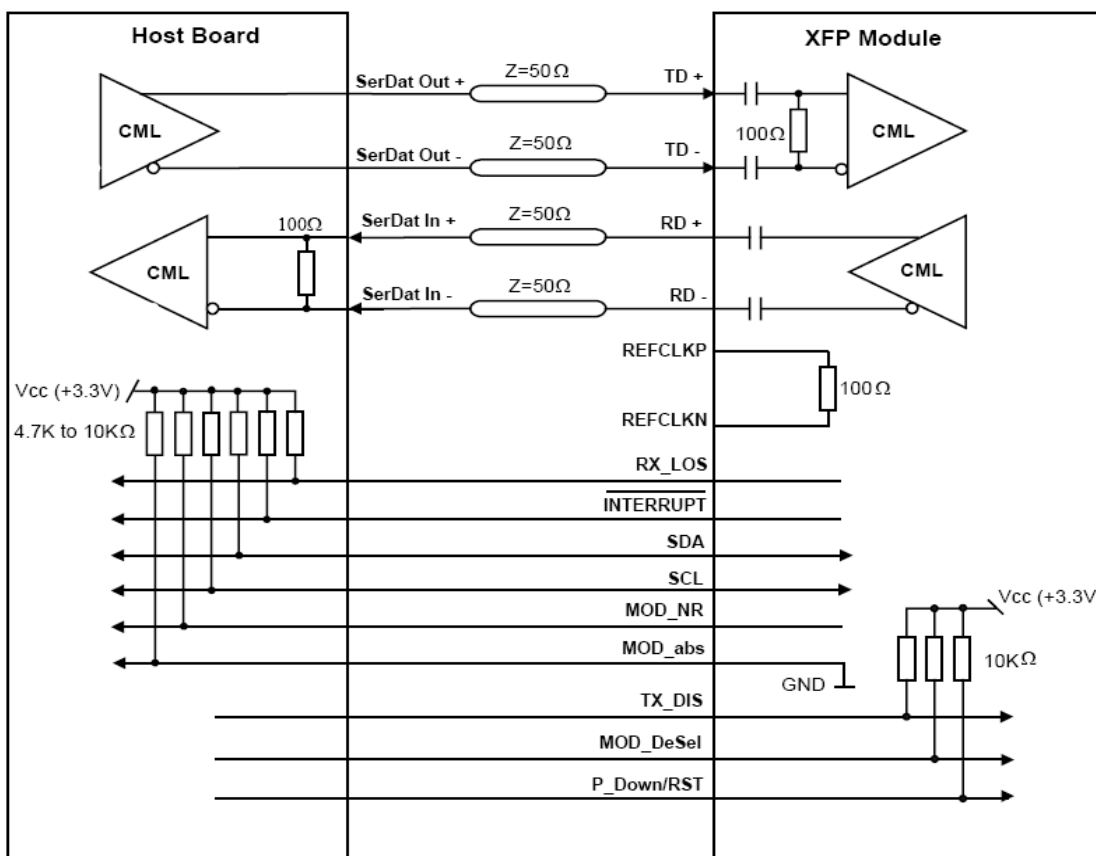 Host Board
XFP Module
SerDat Out +
Z=50Ω
TD +
CML
100Ω
CML
SerDat Out -
Z=50Ω
TD -
100Ω
SerDat In +
Z=50Ω
RD +
CML
CML
SerDat In -
Z=50Ω
RD -
REFCLKP
Vcc (+3.3V)
100Ω
4.7K to 10KΩ
REFCLKN
RX_LOS
INTERRUPT
SDA
SCL
MOD_NR
Vcc (+3.3V
MOD_abs
10KΩ
GND
TX_DIS
MOD_DeSel
P_Down/RST